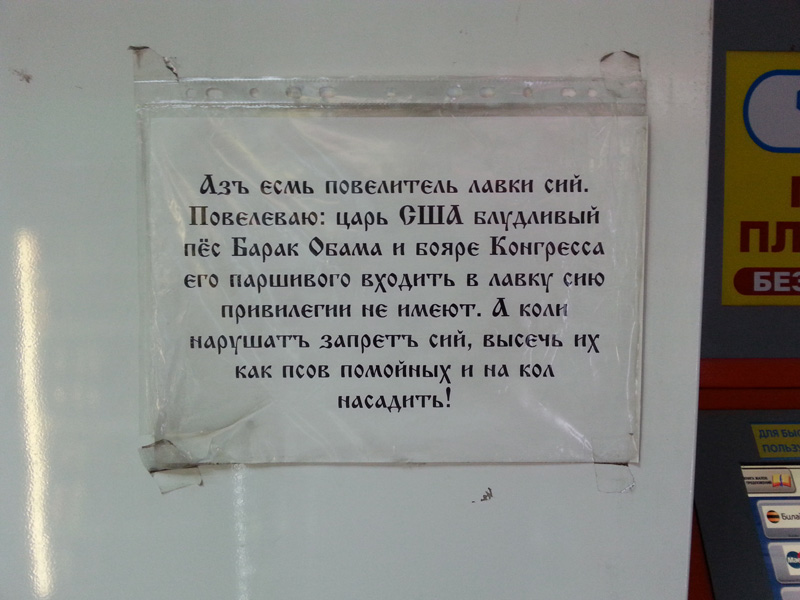 Азъ есмь повелитель лавки сий.
Повелеваю: царь США блудливый
пёс Барак Обама и бояре Конгресса
его паршивого входить в лавку сию
привилегии не имеют. А коли
нарушатъ запретъ сий, высечь их
как псов помойных и на кол
насадить!
ПЛ
БЕЗ
ДЛЯ БЫС
ПОЛЬЗУ
Била